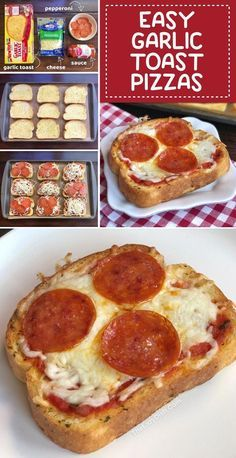 EASY
GARLIC
TOAST
PIZZAS
pepperoni
garlic toast
cheese
sauce